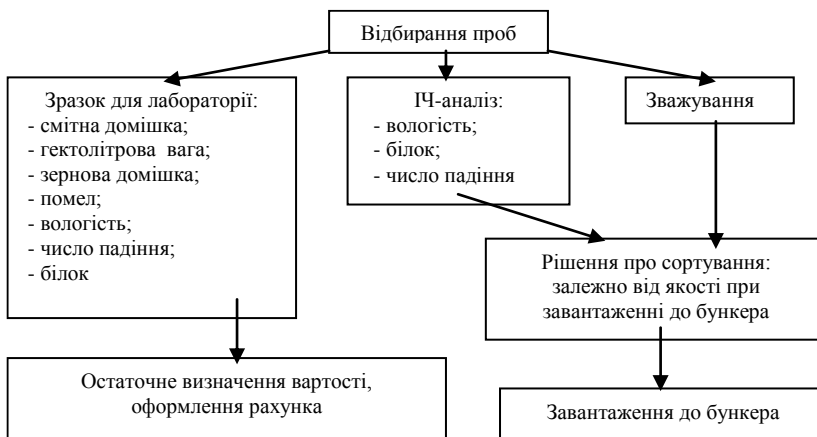 Відбирання проб
Зразок для лабораторії:
- смітна домішка;
- гектолітрова вага;
- зернова домішка;
- помел;
- вологість;
- число падіння;
- білок
ІЧ-аналіз:
- вологість;
- білок;
- число падіння
Зважування
Рішення про сортування:
залежно від якості при
завантаженні до бункера
Остаточне визначення вартості,
оформлення рахунка
Завантаження до бункера